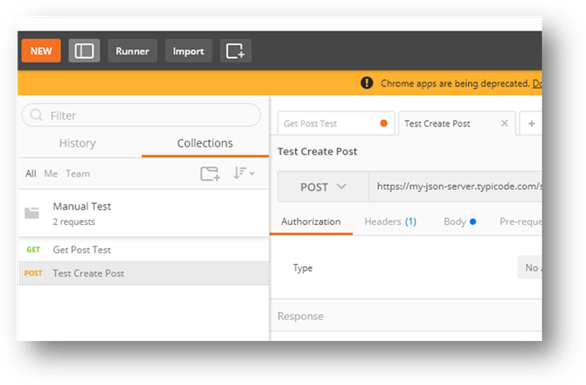 NEW Runner Import
Chrome apps are being deprecated.
Filter
History Collections
All Me Team
Manual Test
2 requests
GET Get Post Test
POST Test Create Post
Get Post Test Test Create Post
Test Create Post
POST https://my-json-server.typicode.com/
Authorization Headers (1) Body Pre-reque
Type No
Response